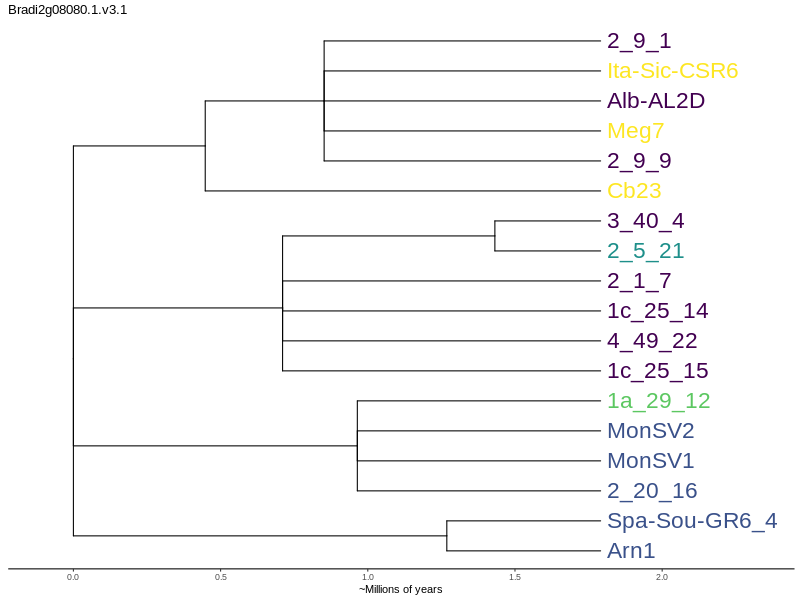 Bradi2g08080.1.v3.1
2_9_1
Ita-Sic-CSR6
Alb-AL2D
Meg7
2_9_9
Cb23
3_40_4
2_5_21
2_1_7
1c_25_14
4_49_22
1c_25_15
1a_29_12
MonSV2
MonSV1
2_20_16
Spa-Sou-GR6_4
Arn1
0.0 0.5 1.0 1.5 2.0
~Millions of years